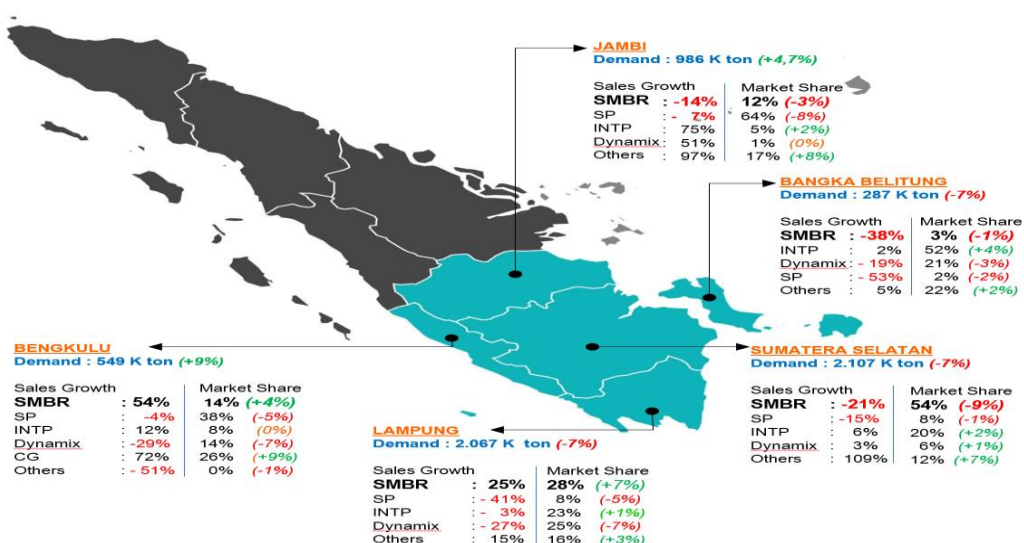 JAMBI
Demand : 986 K ton (+4,7%)
Sales Growth Market Share
SMBR : -14% 12% (-3%)
SP : - 7% 64% (-8%)
INTP : 75% 5% (+2%)
Dynamix : 51% 1% (0%)
Others : 97% 17% (+8%)
BANGKA BELITUNG
Demand : 287 K ton (-7%)
Sales Growth Market Share
SMBR : -38% 3% (-1%)
INTP : 2% 52% (+4%)
Dynamix : - 19% 21% (-3%)
SP : - 53% 2% (-2%)
Others : 5% 22% (+2%)
BENGKULU
Demand : 549 K ton (+9%)
Sales Growth Market Share
SMBR : 54% 14% (+4%)
SP : -4% 38% (-5%)
INTP : 12% 8% (0%)
Dynamix : -29% 14% (-7%)
CG : 72% 26% (+9%)
Others : - 51% 0% (-1%)
LAMPUNG
Demand : 2.067 K ton (-7%)
Sales Growth Market Share
SMBR : 25% 28% (+7%)
SP : - 41% 8% (-5%)
INTP : - 3% 23% (+1%)
Dynamix : - 27% 25% (-7%)
Others : 15% 16% (+3%)
SUMATERA SELATAN
Demand : 2.107 K ton (-7%)
Sales Growth Market Share
SMBR : -21% 54% (-9%)
SP : -15% 8% (-1%)
INTP : 6% 20% (+2%)
Dynamix : 3% 6% (+1%)
Others : 109% 12% (+7%)